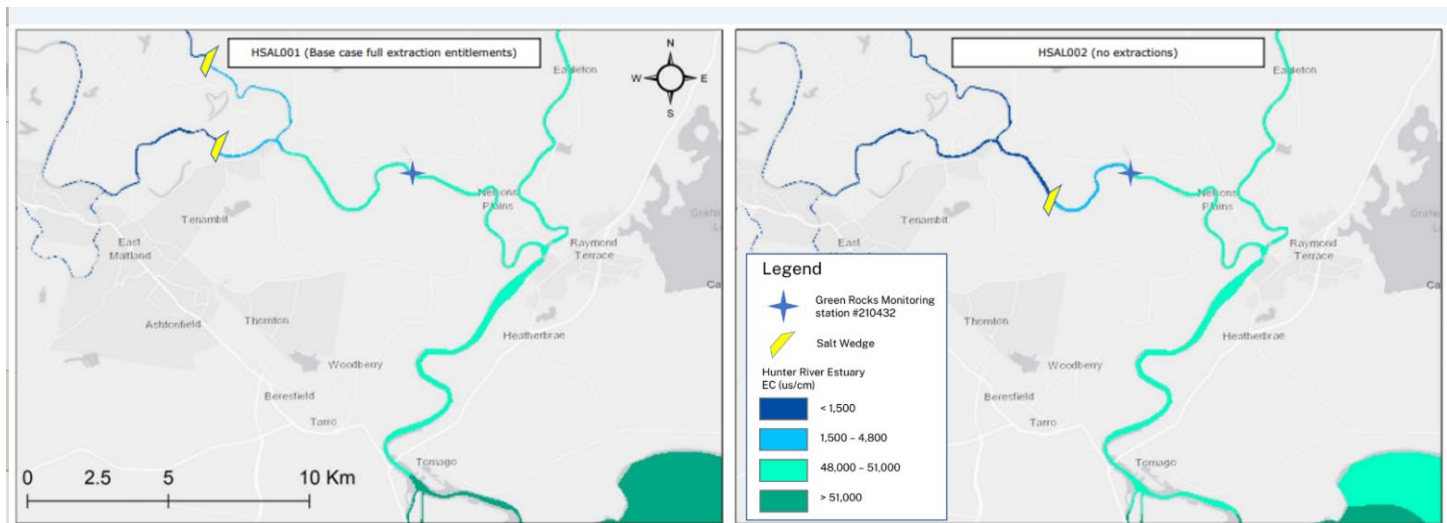 HSAL001 (Base case full extraction entitlements)
N
W E
S
Eagleton
Nelsons
Plains
Tenambit
East
Maitland
Raymond
Terrace
Ashtonfield
Thornton
Heatherbrae
Woodberry
Beresfield
Tarro
Tomago
0 2.5 5 10 Km
HSAL002 (no extractions)
Eagleton
Nelsons
Plains
Tenambit
East
Raymond
Terrace
Thornton
Heatherbrae
Woodberry
Beresfield
Tarro
Tomago
Legend
Green Rocks Monitoring
station #210432
Salt Wedge
Hunter River Estuary
EC (us/cm)
< 1,500
1,500 – 4,800
48,000 – 51,000
> 51,000